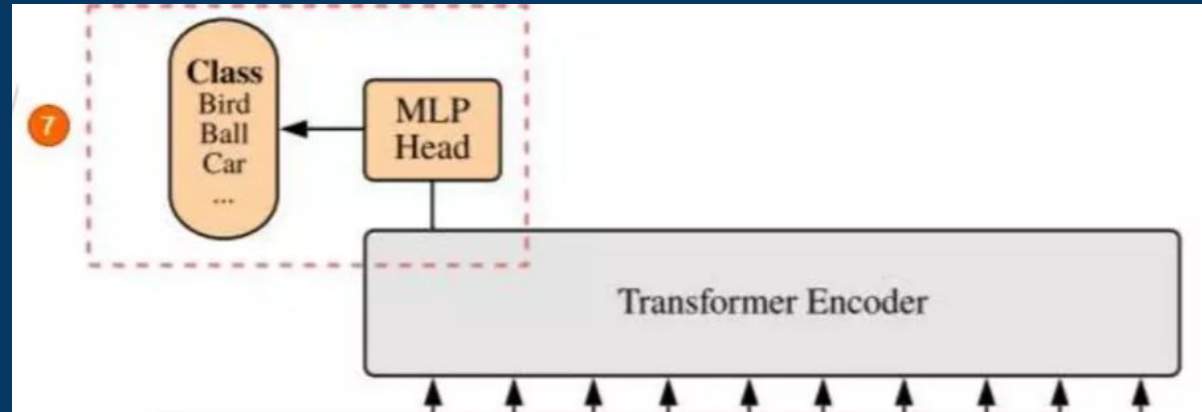 7
Class
Bird
Ball
Car
...
MLP
Head
Transformer Encoder